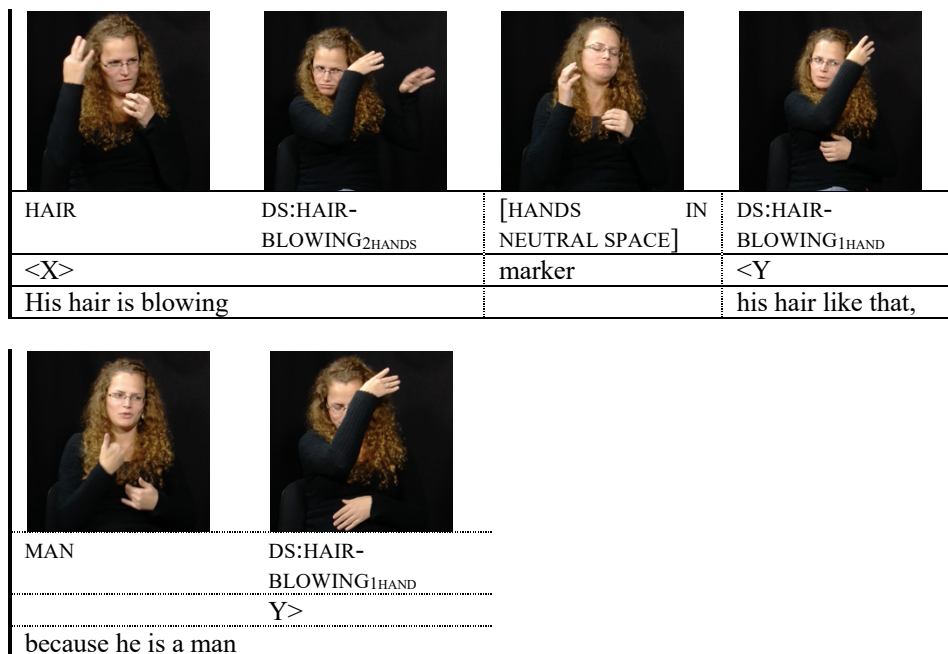 HAIR DS:HAIR- [HANDS IN DS:HAIR-
BLOWING2HANDS NEUTRAL SPACE] BLOWING1HAND
<X> marker <Y
His hair is blowing his hair like that,
MAN DS:HAIR-
BLOWING1HAND
Y>
because he is a man